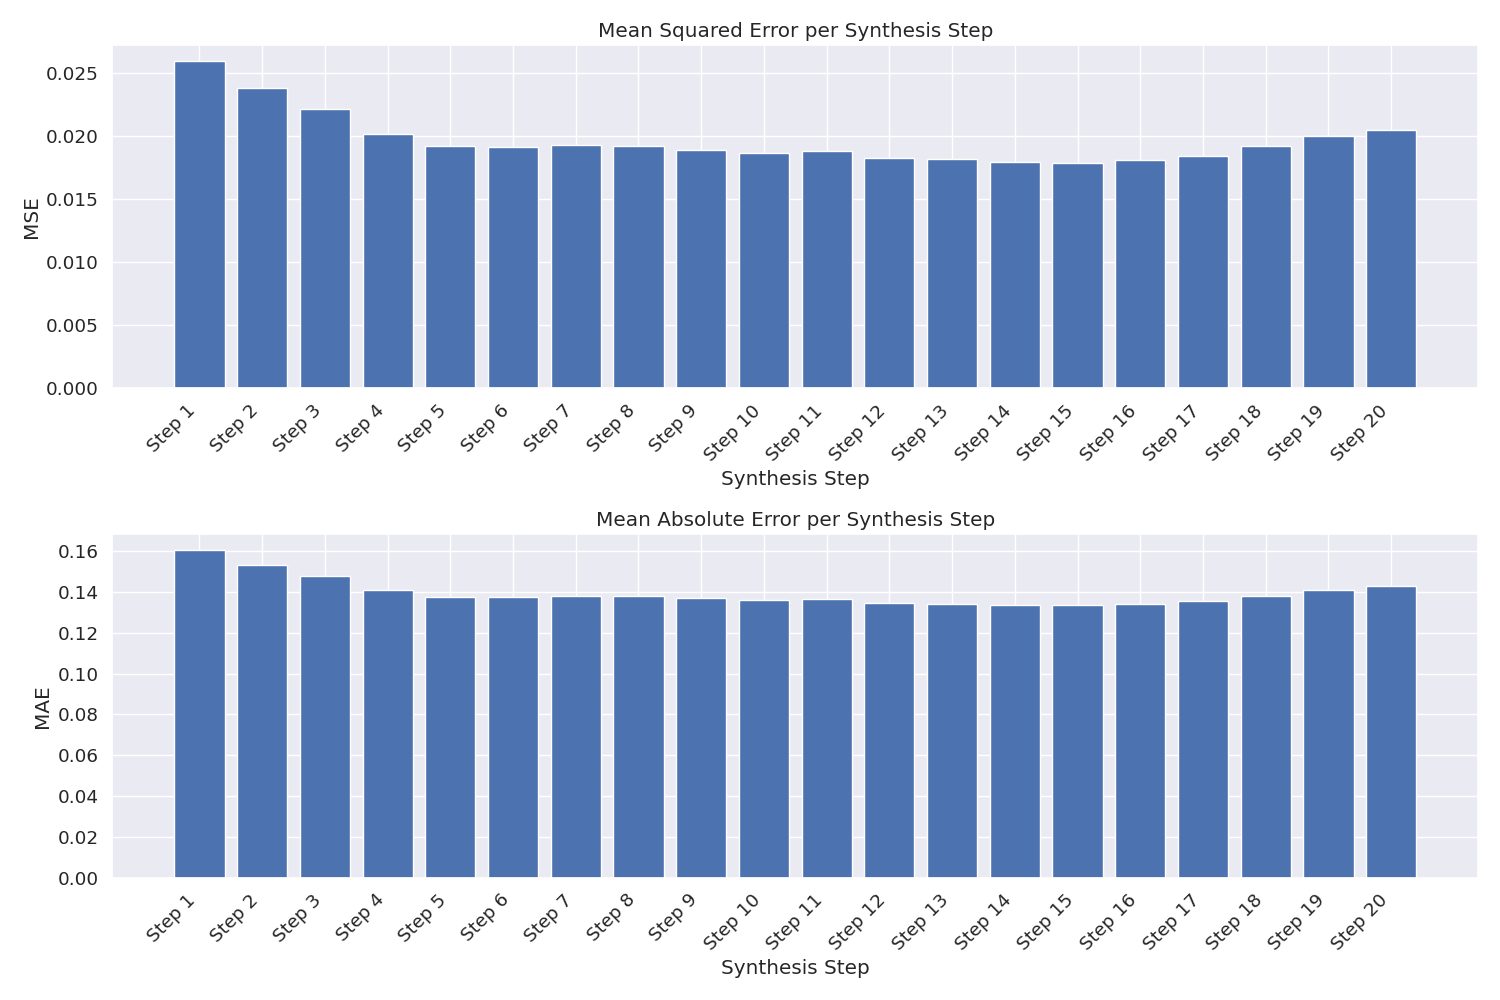 Mean Squared Error per Synthesis Step
MSE
0.025
0.020
0.015
0.010
0.005
0.000
Step 1
Step 2
Step 3
Step 4
Step 5
Step 6
Step 7
Step 8
Step 9
Step 10
Step 11
Step 12
Step 13
Step 14
Step 15
Step 16
Step 17
Step 18
Step 19
Step 20
Synthesis Step
Mean Absolute Error per Synthesis Step
MAE
0.16
0.14
0.12
0.10
0.08
0.06
0.04
0.02
0.00
Step 1
Step 2
Step 3
Step 4
Step 5
Step 6
Step 7
Step 8
Step 9
Step 10
Step 11
Step 12
Step 13
Step 14
Step 15
Step 16
Step 17
Step 18
Step 19
Step 20
Synthesis Step